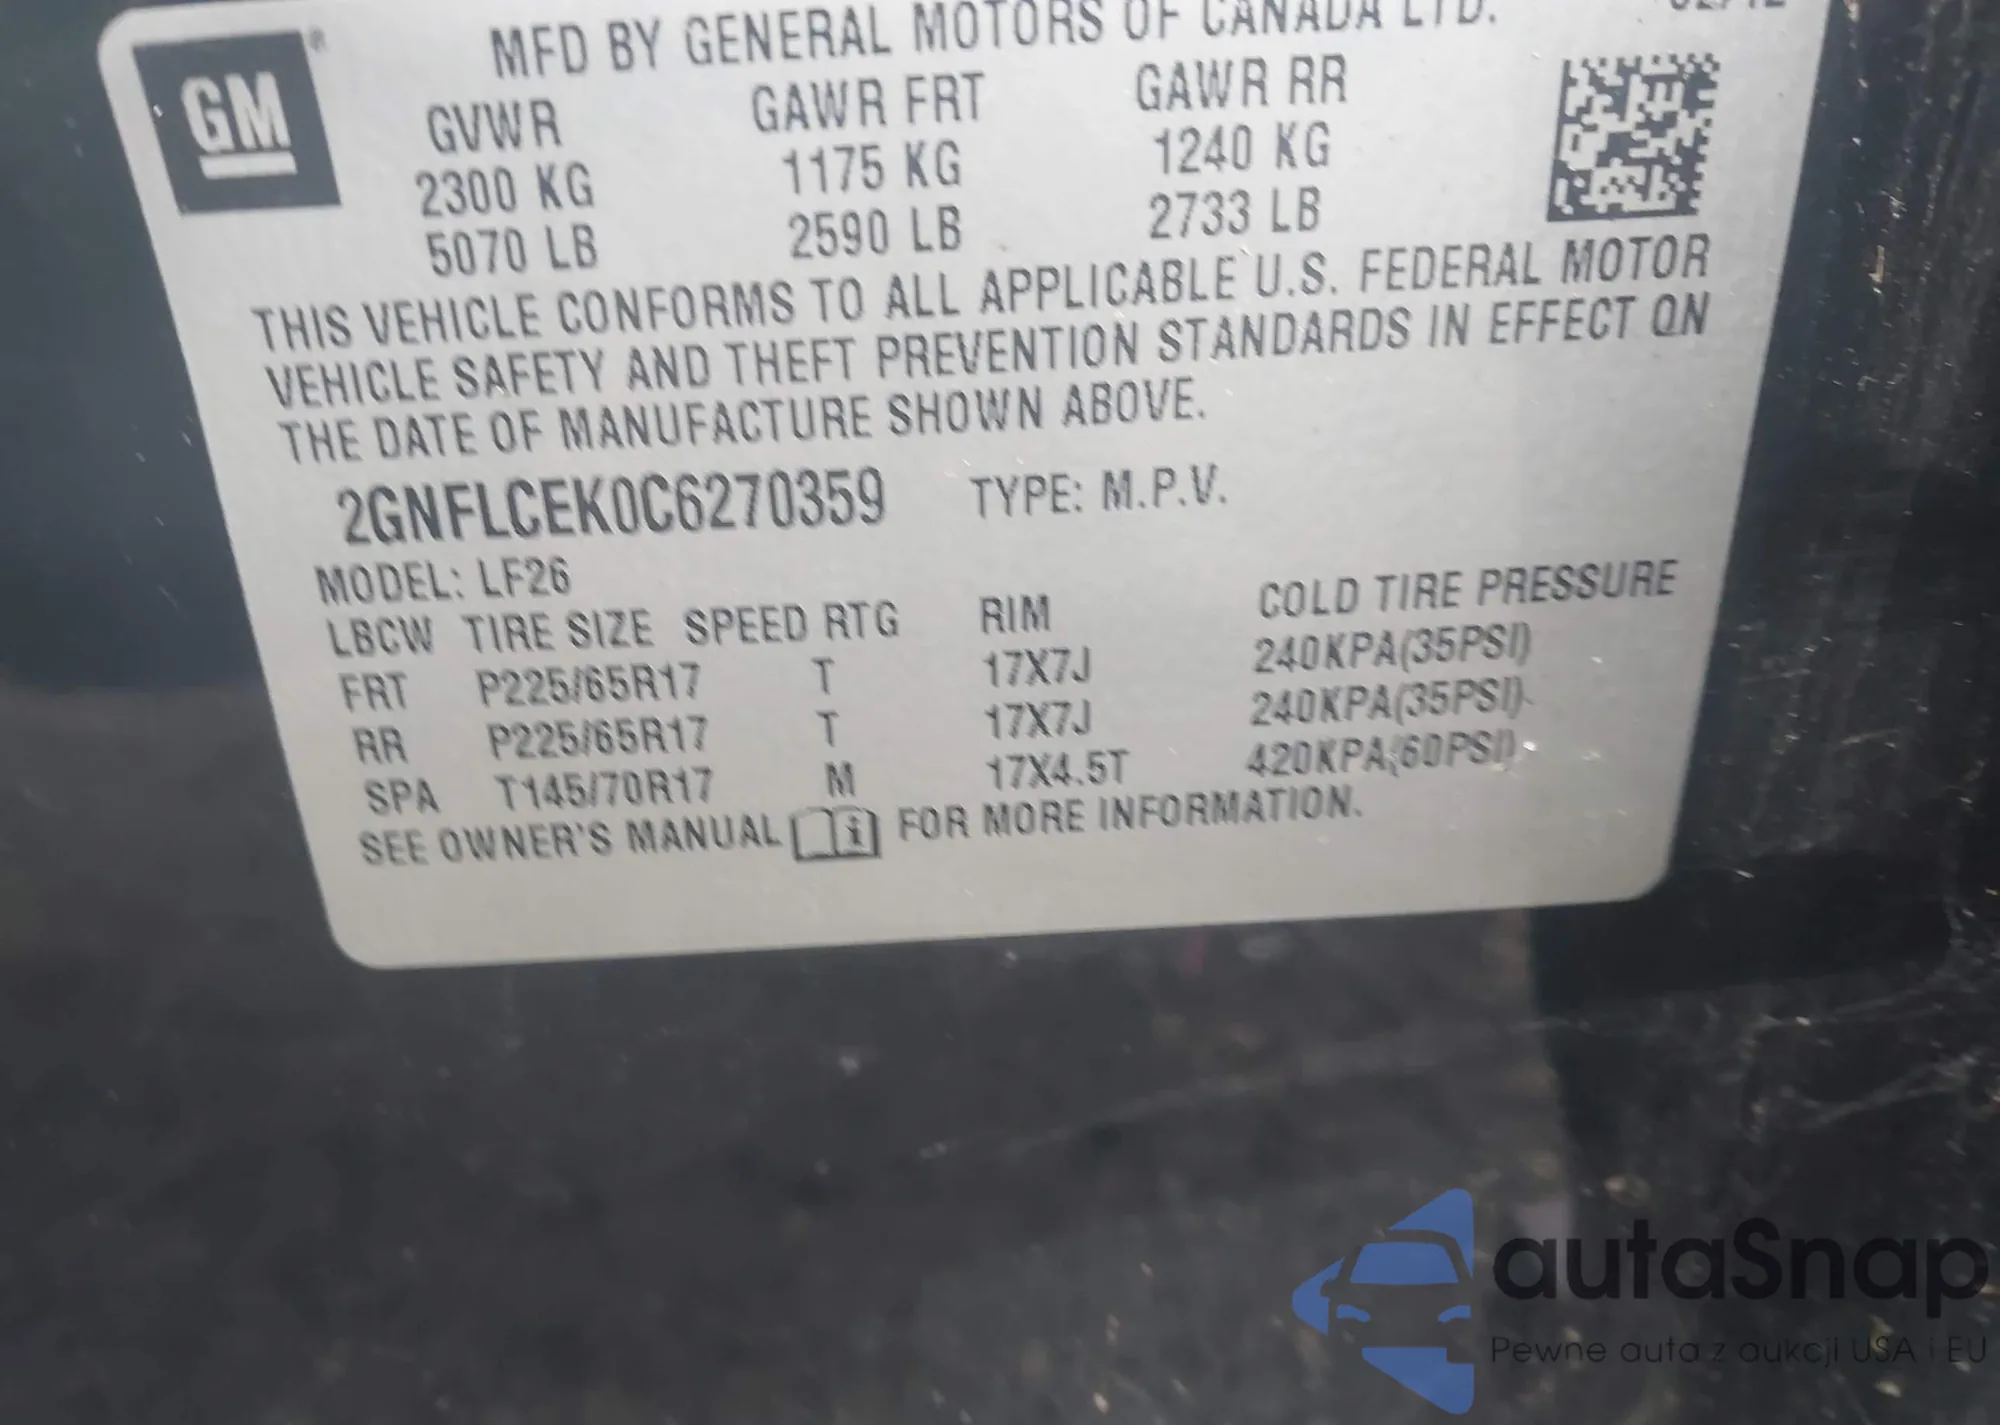 GM
MFD BY GENERAL MOTORS OF CANADA LTD.
GVWR GAWR FRT GAWR RR
2300 KG 1175 KG 1240 KG
5070 LB 2590 LB 2733 LB
THIS VEHICLE CONFORMS TO ALL APPLICABLE U.S. FEDERAL MOTOR
VEHICLE SAFETY AND THEFT PREVENTION STANDARDS IN EFFECT ON
THE DATE OF MANUFACTURE SHOWN ABOVE.
2GNFLCEK0C6270359 TYPE: M.P.V.
MODEL: LF26
LBCW TIRE SIZE SPEED RTG RIM COLD TIRE PRESSURE
FRT P225/65R17 T 17X7J 240KPA(35PSI)
RR P225/65R17 T 17X7J 240KPA(35PSI)
SPA T145/70R17 M 17X4.5T 420KPA(60PSI)
SEE OWNER'S MANUAL i FOR MORE INFORMATION.
autaSnap
Pewne auta z aukcji USA i EU